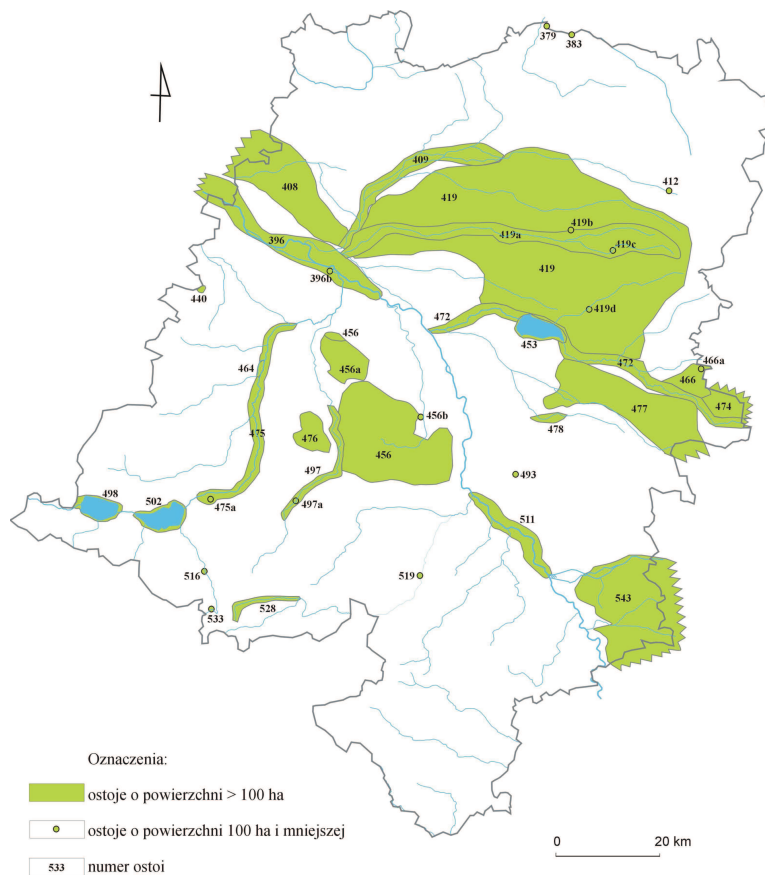 379
383
409
408
412
419
419b
419a
419c
396
396b
419
440
419d
472
453
456
464
472
466a
456a
466
474
477
456b
476
478
475
456
497
493
498
502
475a
497a
511
516
519
543
528
533
Oznaczenia:
ostoje o powierzchni > 100 ha
ostoje o powierzchni 100 ha i mniejszej
533 numer ostoi
0 20 km